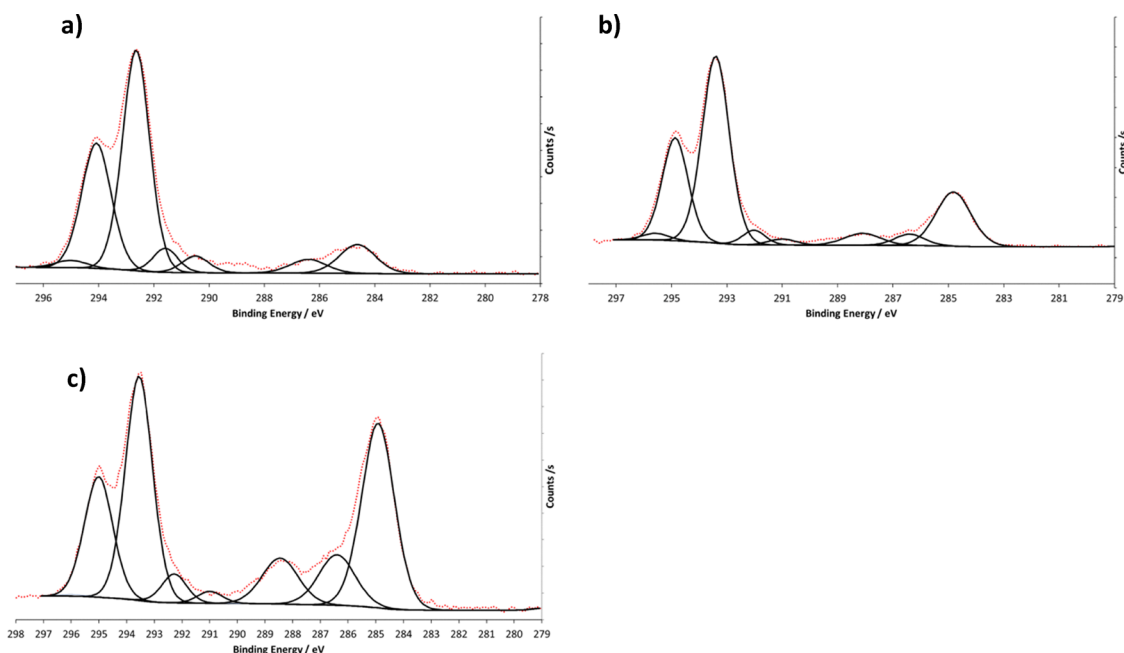 a)
Counts /s
296 294 292 290 288 286 284 282 280 278
Binding Energy / eV
b)
Counts /s
297 295 293 291 289 287 285 283 281 279
Binding Energy / eV
c)
Counts /s
298 297 296 295 294 293 292 291 290 289 288 287 286 285 284 283 282 281 280 279
Binding Energy / eV